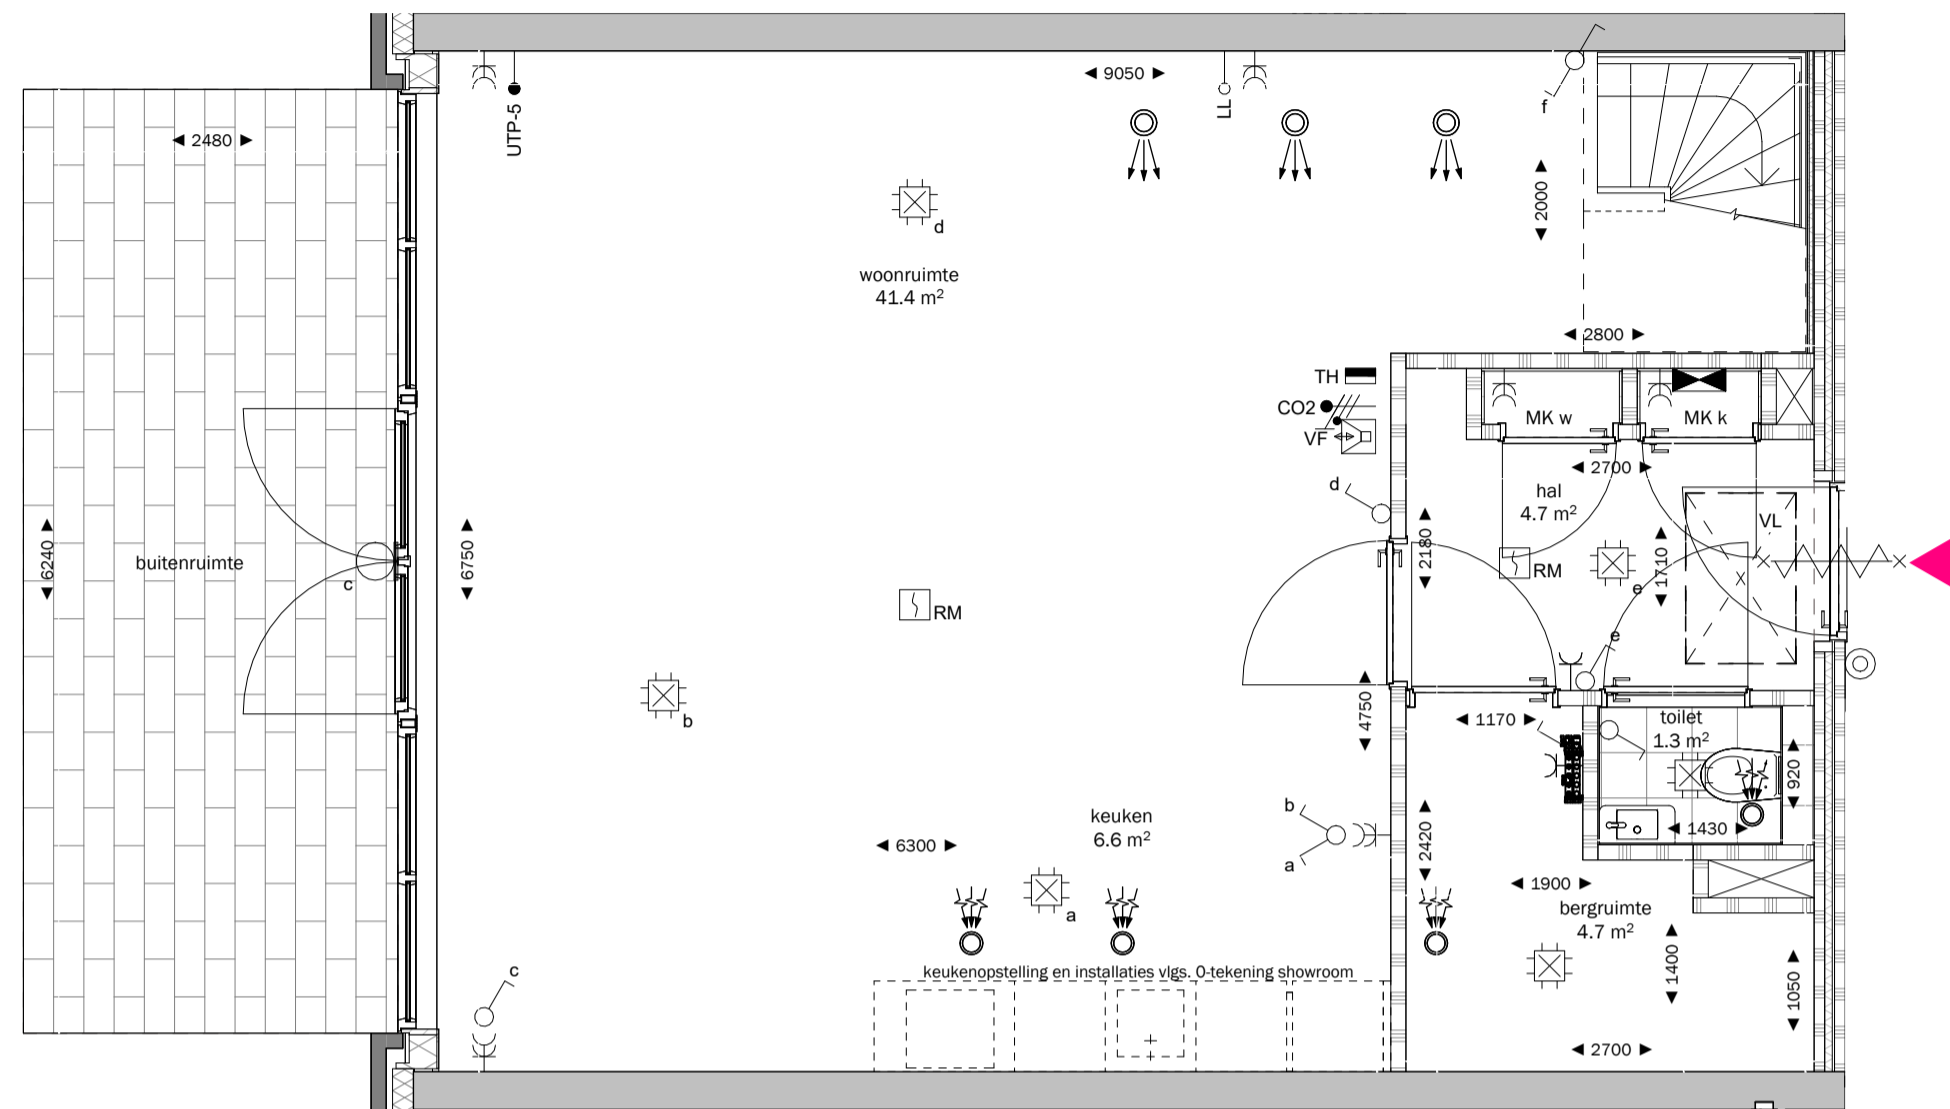 9050
UTP-5
LL
f
2480
2000
d
woonruimte
41.4 m²
2800
TH
CO2
VF
MK w
MK k
2700
d
hal
4.7 m²
VL
6240
buitenruimte
c
6750
2180
RM
1710
e
RM
e
b
4750
1170
toilet
1.3 m²
920
1430
keuken
6.6 m²
b
a
2420
6300
1900
a
bergruimte
4.7 m²
1400
1050
c
keukenopstelling en installaties vlgs. 0-tekening showroom
2700